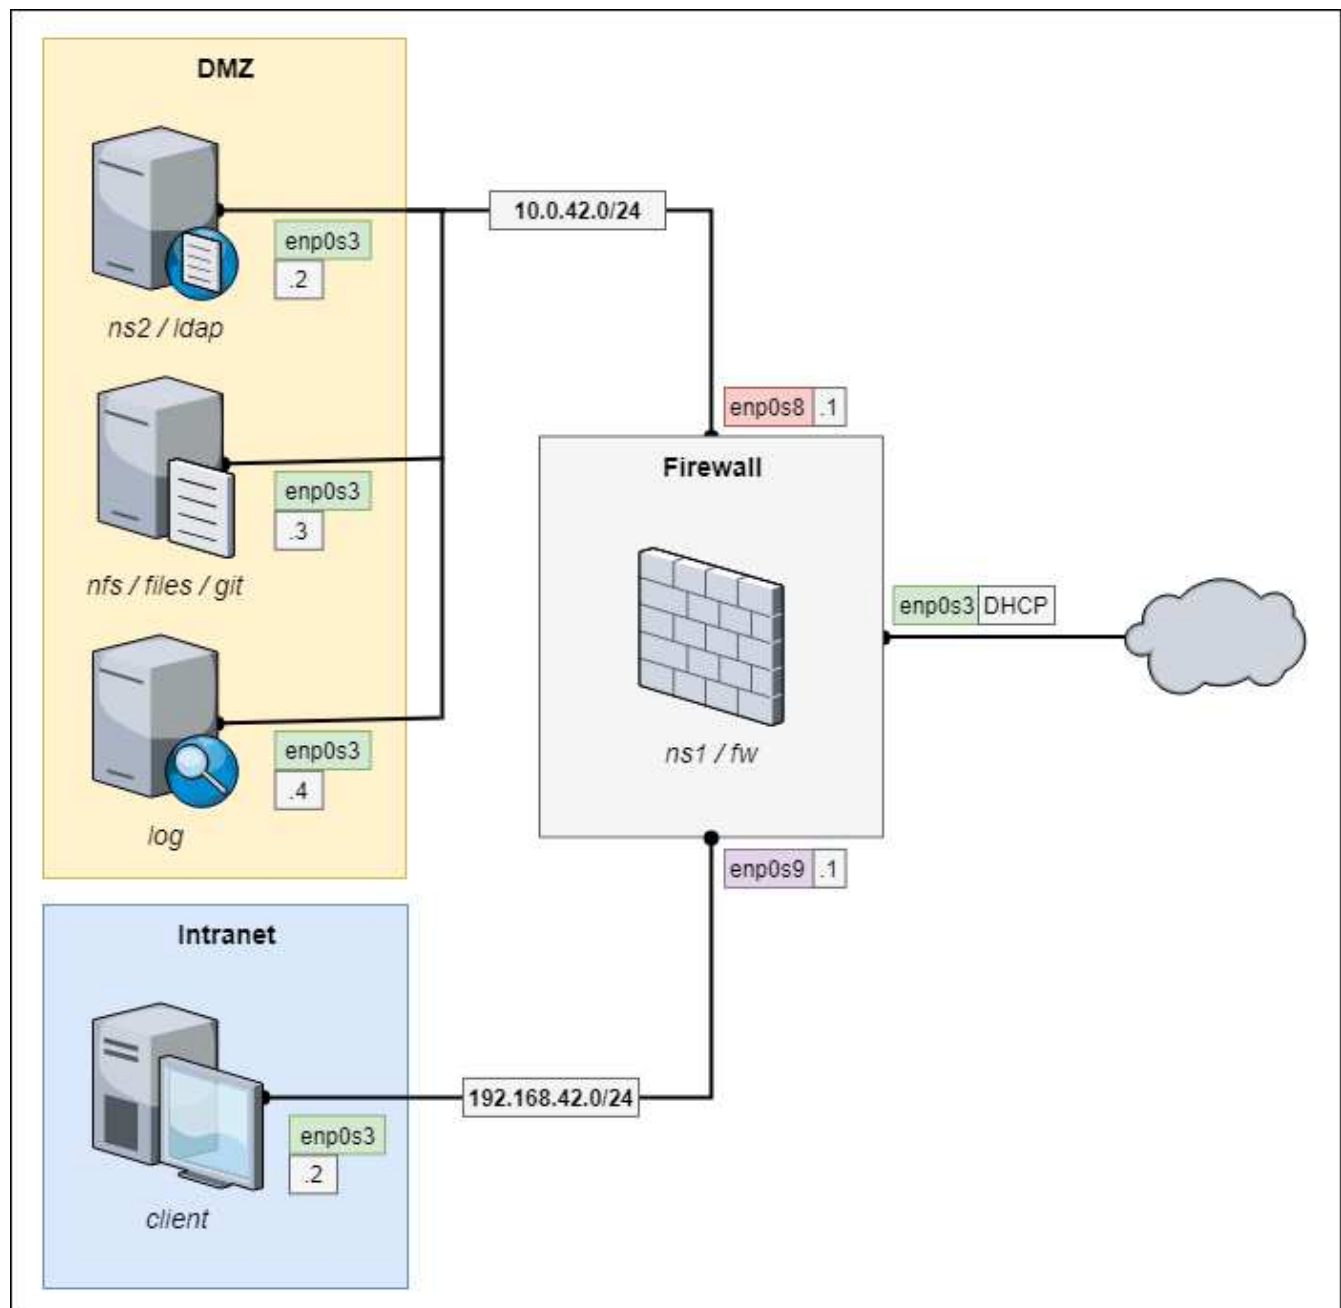 DMZ
enp0s3
.2
ns2 / ldap
enp0s3
.3
nfs / files / git
enp0s3
.4
log
10.0.42.0/24
enp0s8 .1
Firewall
ns1 / fw
enp0s3 DHCP
enp0s9 .1
Intranet
192.168.42.0/24
enp0s3
.2
client